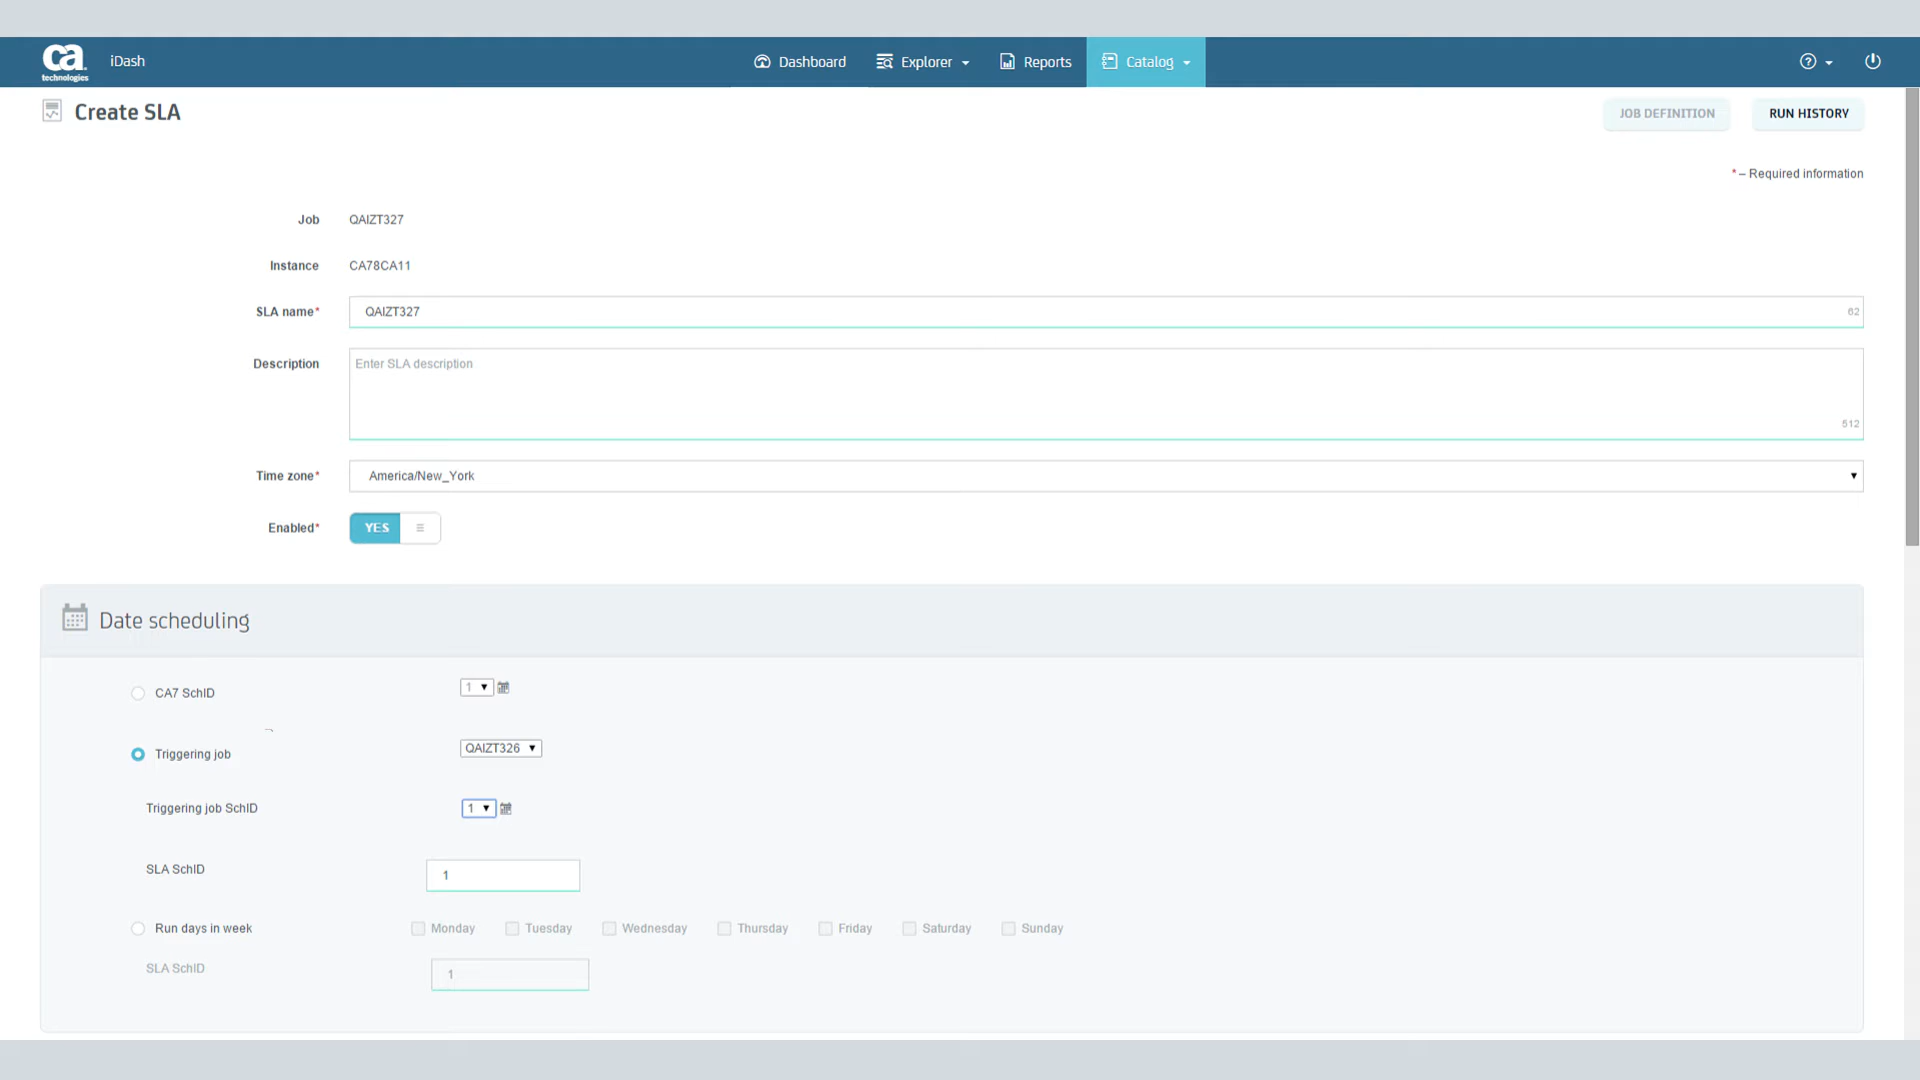 ca technologies iDash Dashboard Explorer Reports Catalog
Create SLA JOB DEFINITION RUN HISTORY
* – Required information
Job QAIZT327
Instance CA78CA11
SLA name* QAIZT327 62
Description Enter SLA description
512
Time zone* America/New_York
Enabled* YES
Date scheduling
CA7 SchID 1
Triggering job QAIZT326
Triggering job SchID 1
SLA SchID 1
Run days in week Monday Tuesday Wednesday Thursday Friday Saturday Sunday
SLA SchID 1